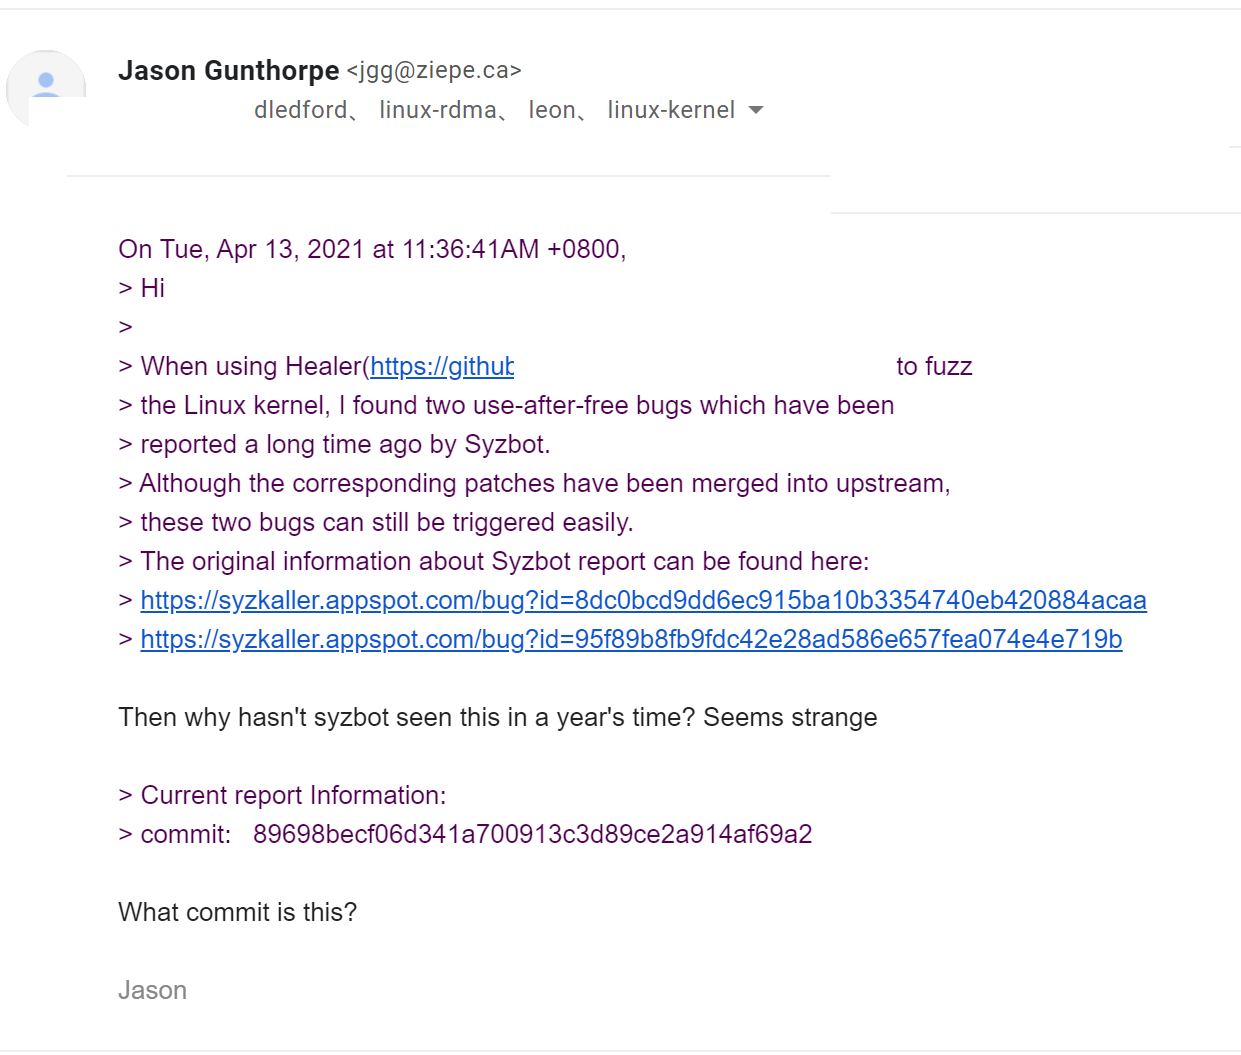 Jason Gunthorpe <jgg@ziepe.ca>
dledford、 linux-rdma、 leon、 linux-kernel
On Tue, Apr 13, 2021 at 11:36:41AM +0800,
> Hi
>
> When using Healer(https://github to fuzz
> the Linux kernel, I found two use-after-free bugs which have been
> reported a long time ago by Syzbot.
> Although the corresponding patches have been merged into upstream,
> these two bugs can still be triggered easily.
> The original information about Syzbot report can be found here:
> https://syzkaller.appspot.com/bug?id=8dc0bcd9dd6ec915ba10b3354740eb420884acaa
> https://syzkaller.appspot.com/bug?id=95f89b8fb9fdc42e28ad586e657fea074e4e719b
Then why hasn't syzbot seen this in a year's time? Seems strange
> Current report Information:
> commit:   89698becf06d341a700913c3d89ce2a914af69a2
What commit is this?
Jason